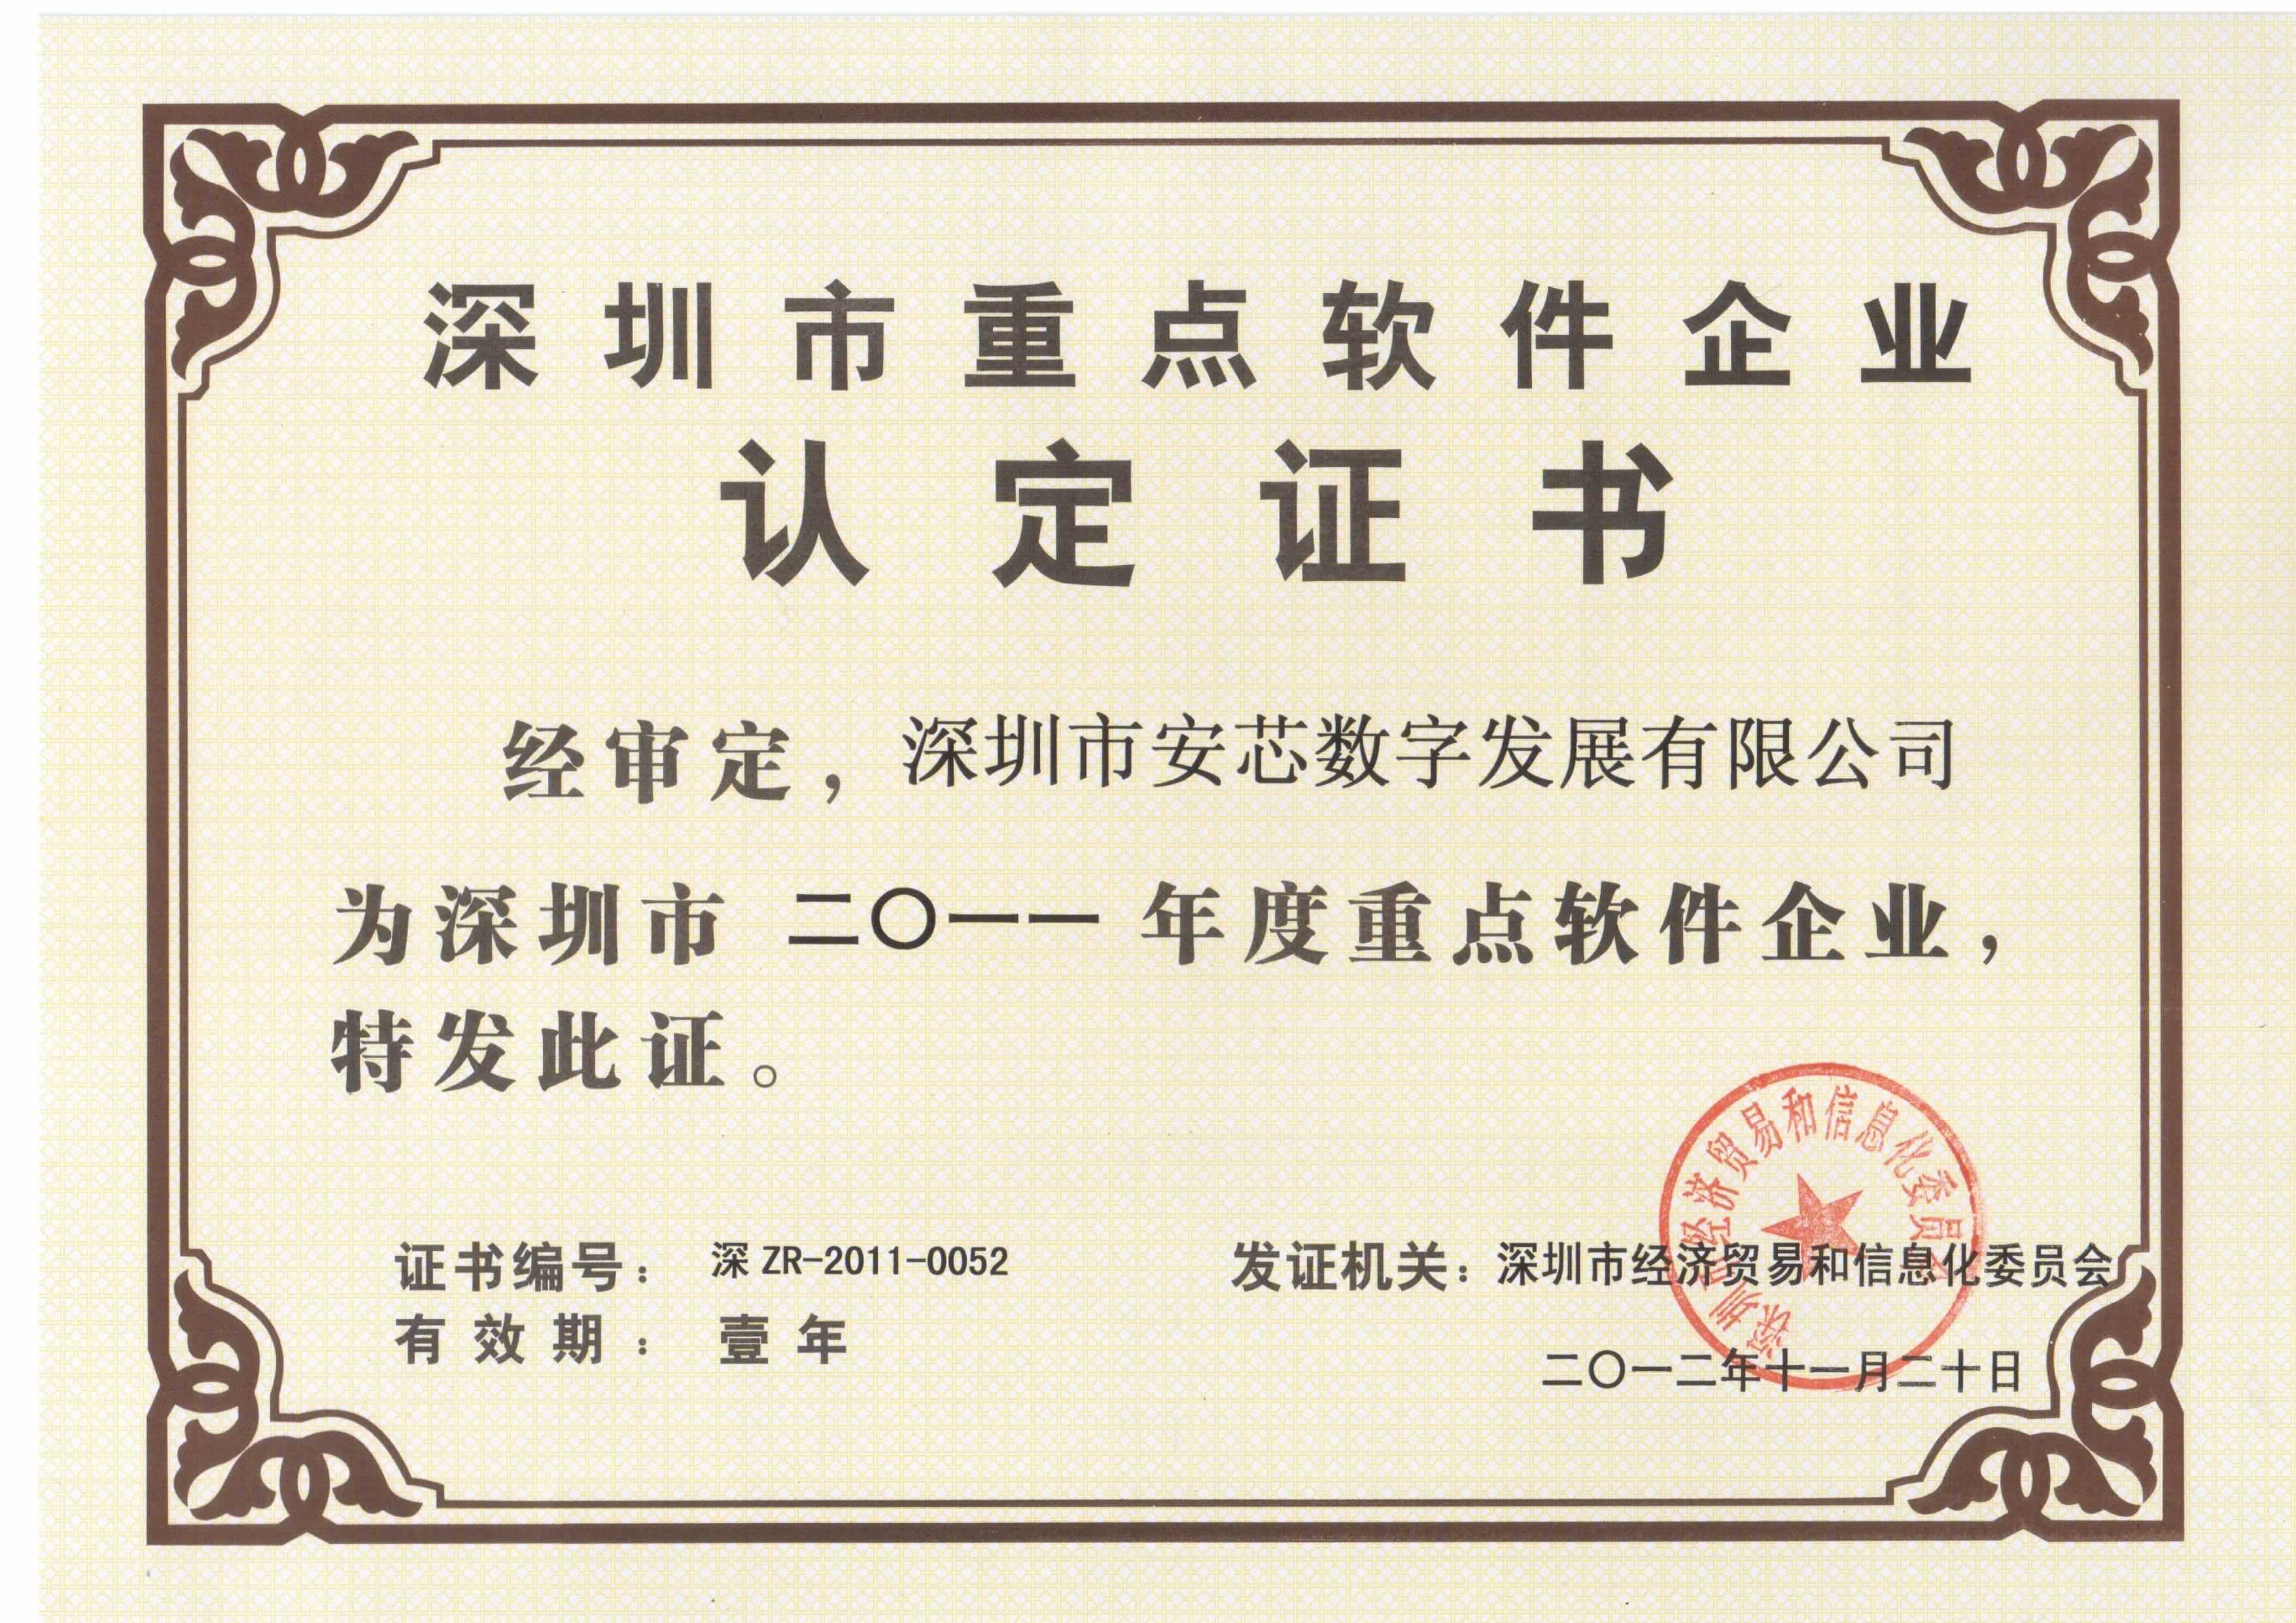 深圳市重点软件企业
认定证书
经审定，深圳市安芯数字发展有限公司
为深圳市 二〇一一 年度重点软件企业，
特发此证。
证书编号： 深 ZR-2011-0052
有效期： 壹年
发证机关：深圳市经济贸易和信息化委员会
二〇一二年十一月二十日
深圳市经济贸易和信息化委员会